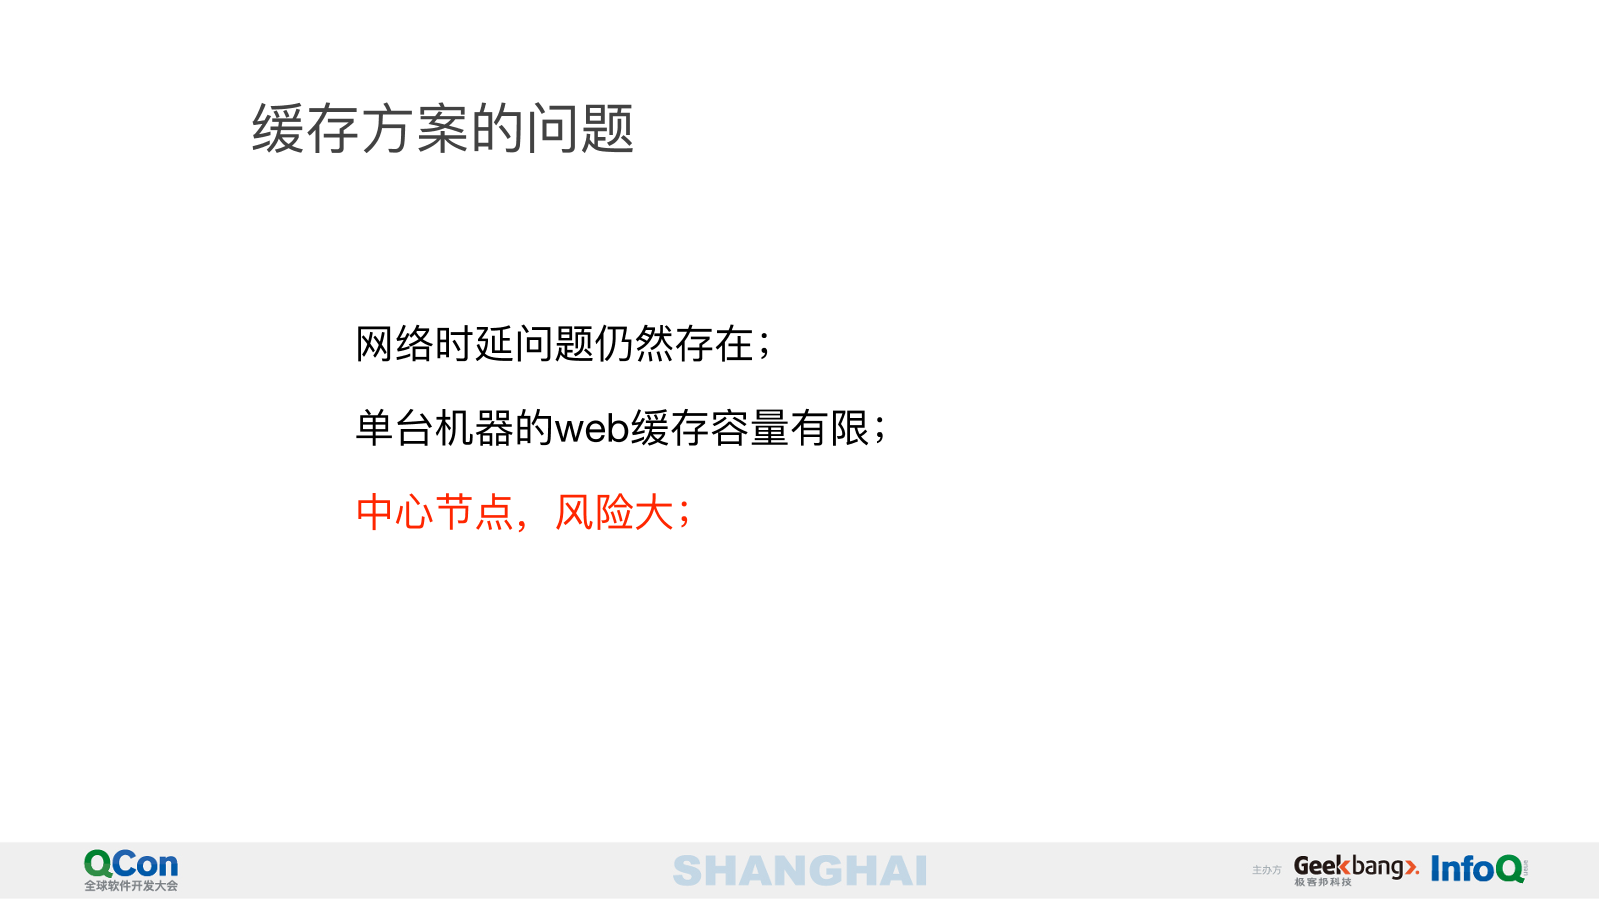 缓存方案的问题
网络时延问题仍然存在；
单台机器的web缓存容量有限；
中心节点，风险大；
QCon
全球软件开发大会
SHANGHAI
主办方
Geekbang
极客邦科技
InfoQ